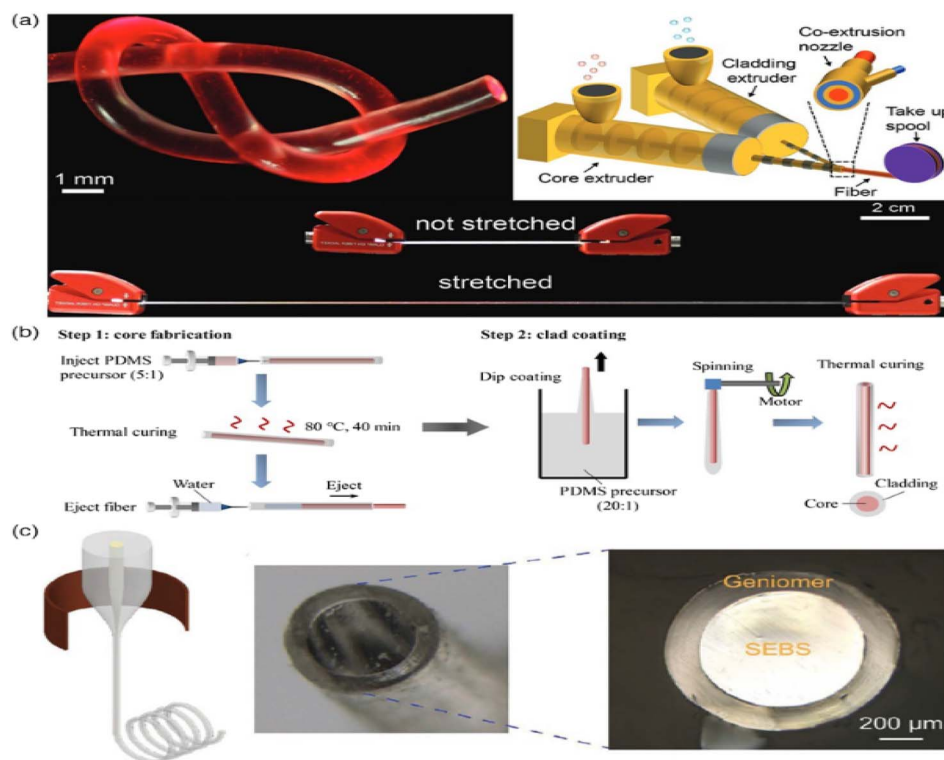 (a)
1 mm
Co-extrusion
nozzle
Cladding
extruder
Take up
spool
Core extruder
Fiber
2 cm
not stretched
stretched
(b)
Step 1: core fabrication
Step 2: clad coating
Inject PDMS
precursor (5:1)
Thermal curing
80 °C, 40 min
Water
Eject
Eject fiber
Dip coating
PDMS precursor
(20:1)
Spinning
Motor
Thermal curing
Cladding
Core
(c)
Geniomer
SEBS
200 µm